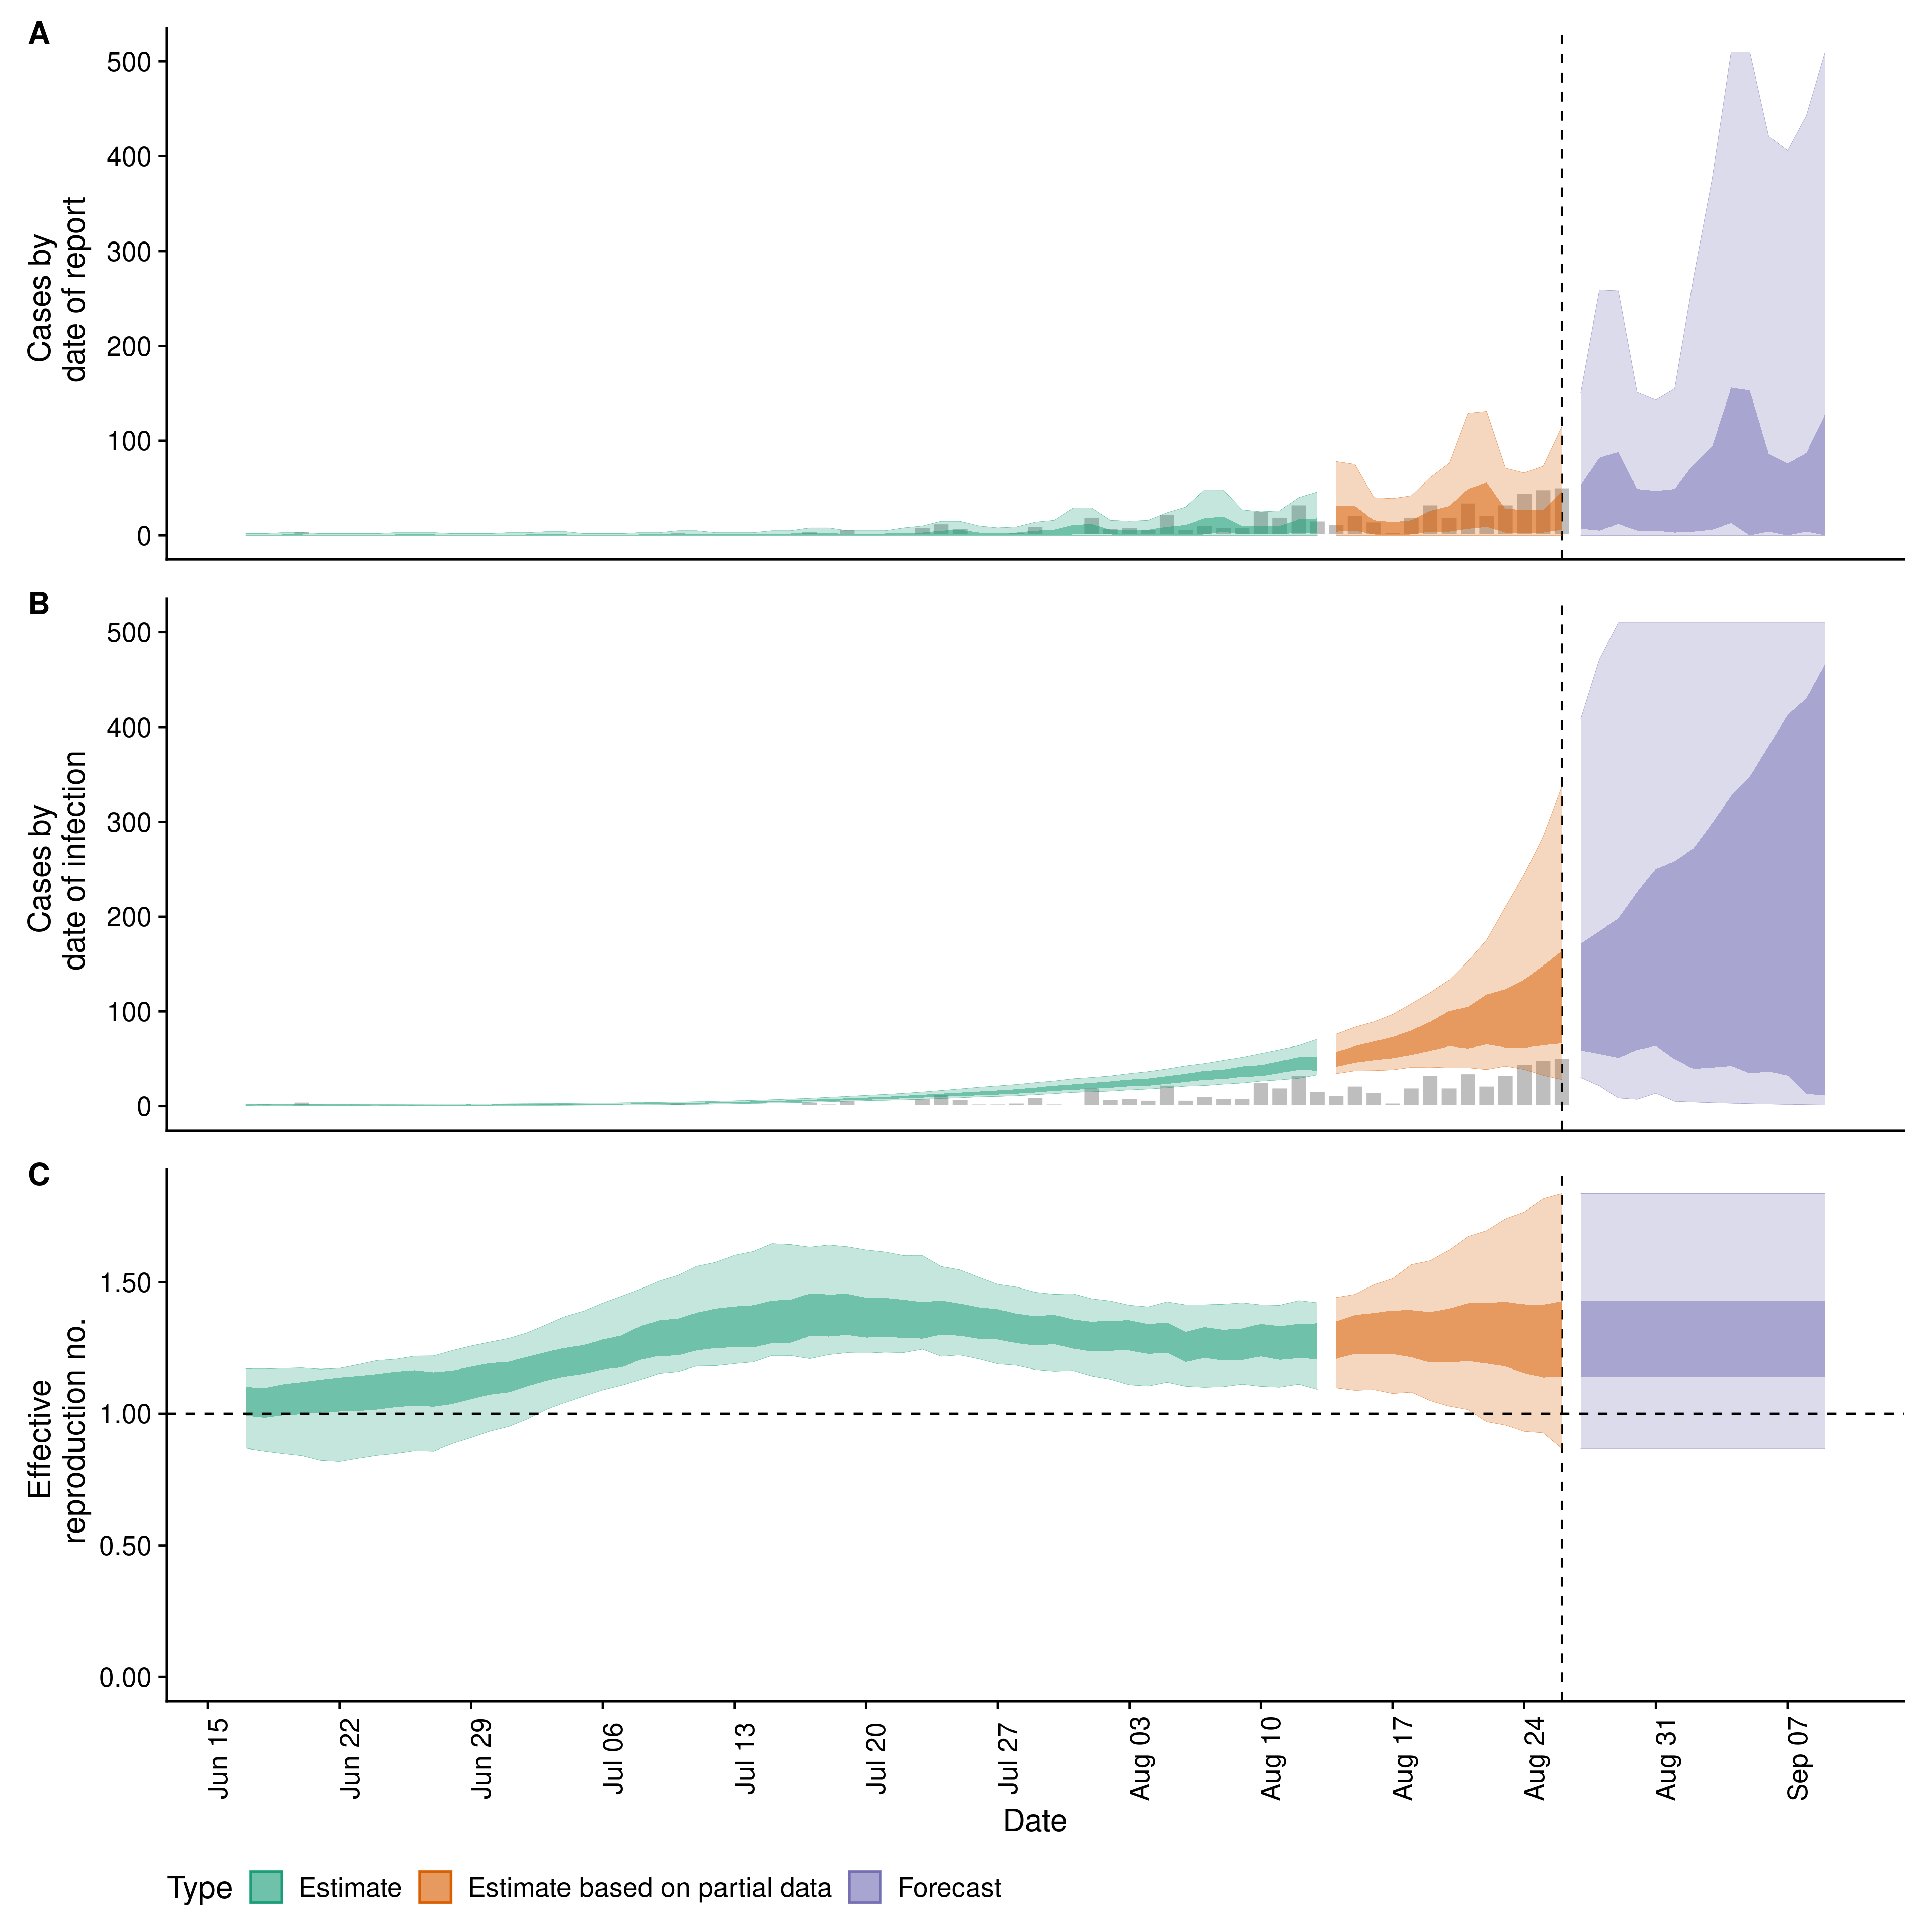 A
Cases by
date of report
500
400
300
200
100
0
B
Cases by
date of infection
500
400
300
200
100
0
C
Effective
reproduction no.
1.50
1.00
0.50
0.00
Jun 15
Jun 22
Jun 29
Jul 06
Jul 13
Jul 20
Jul 27
Aug 03
Aug 10
Aug 17
Aug 24
Aug 31
Sep 07
Date
Type Estimate Estimate based on partial data Forecast